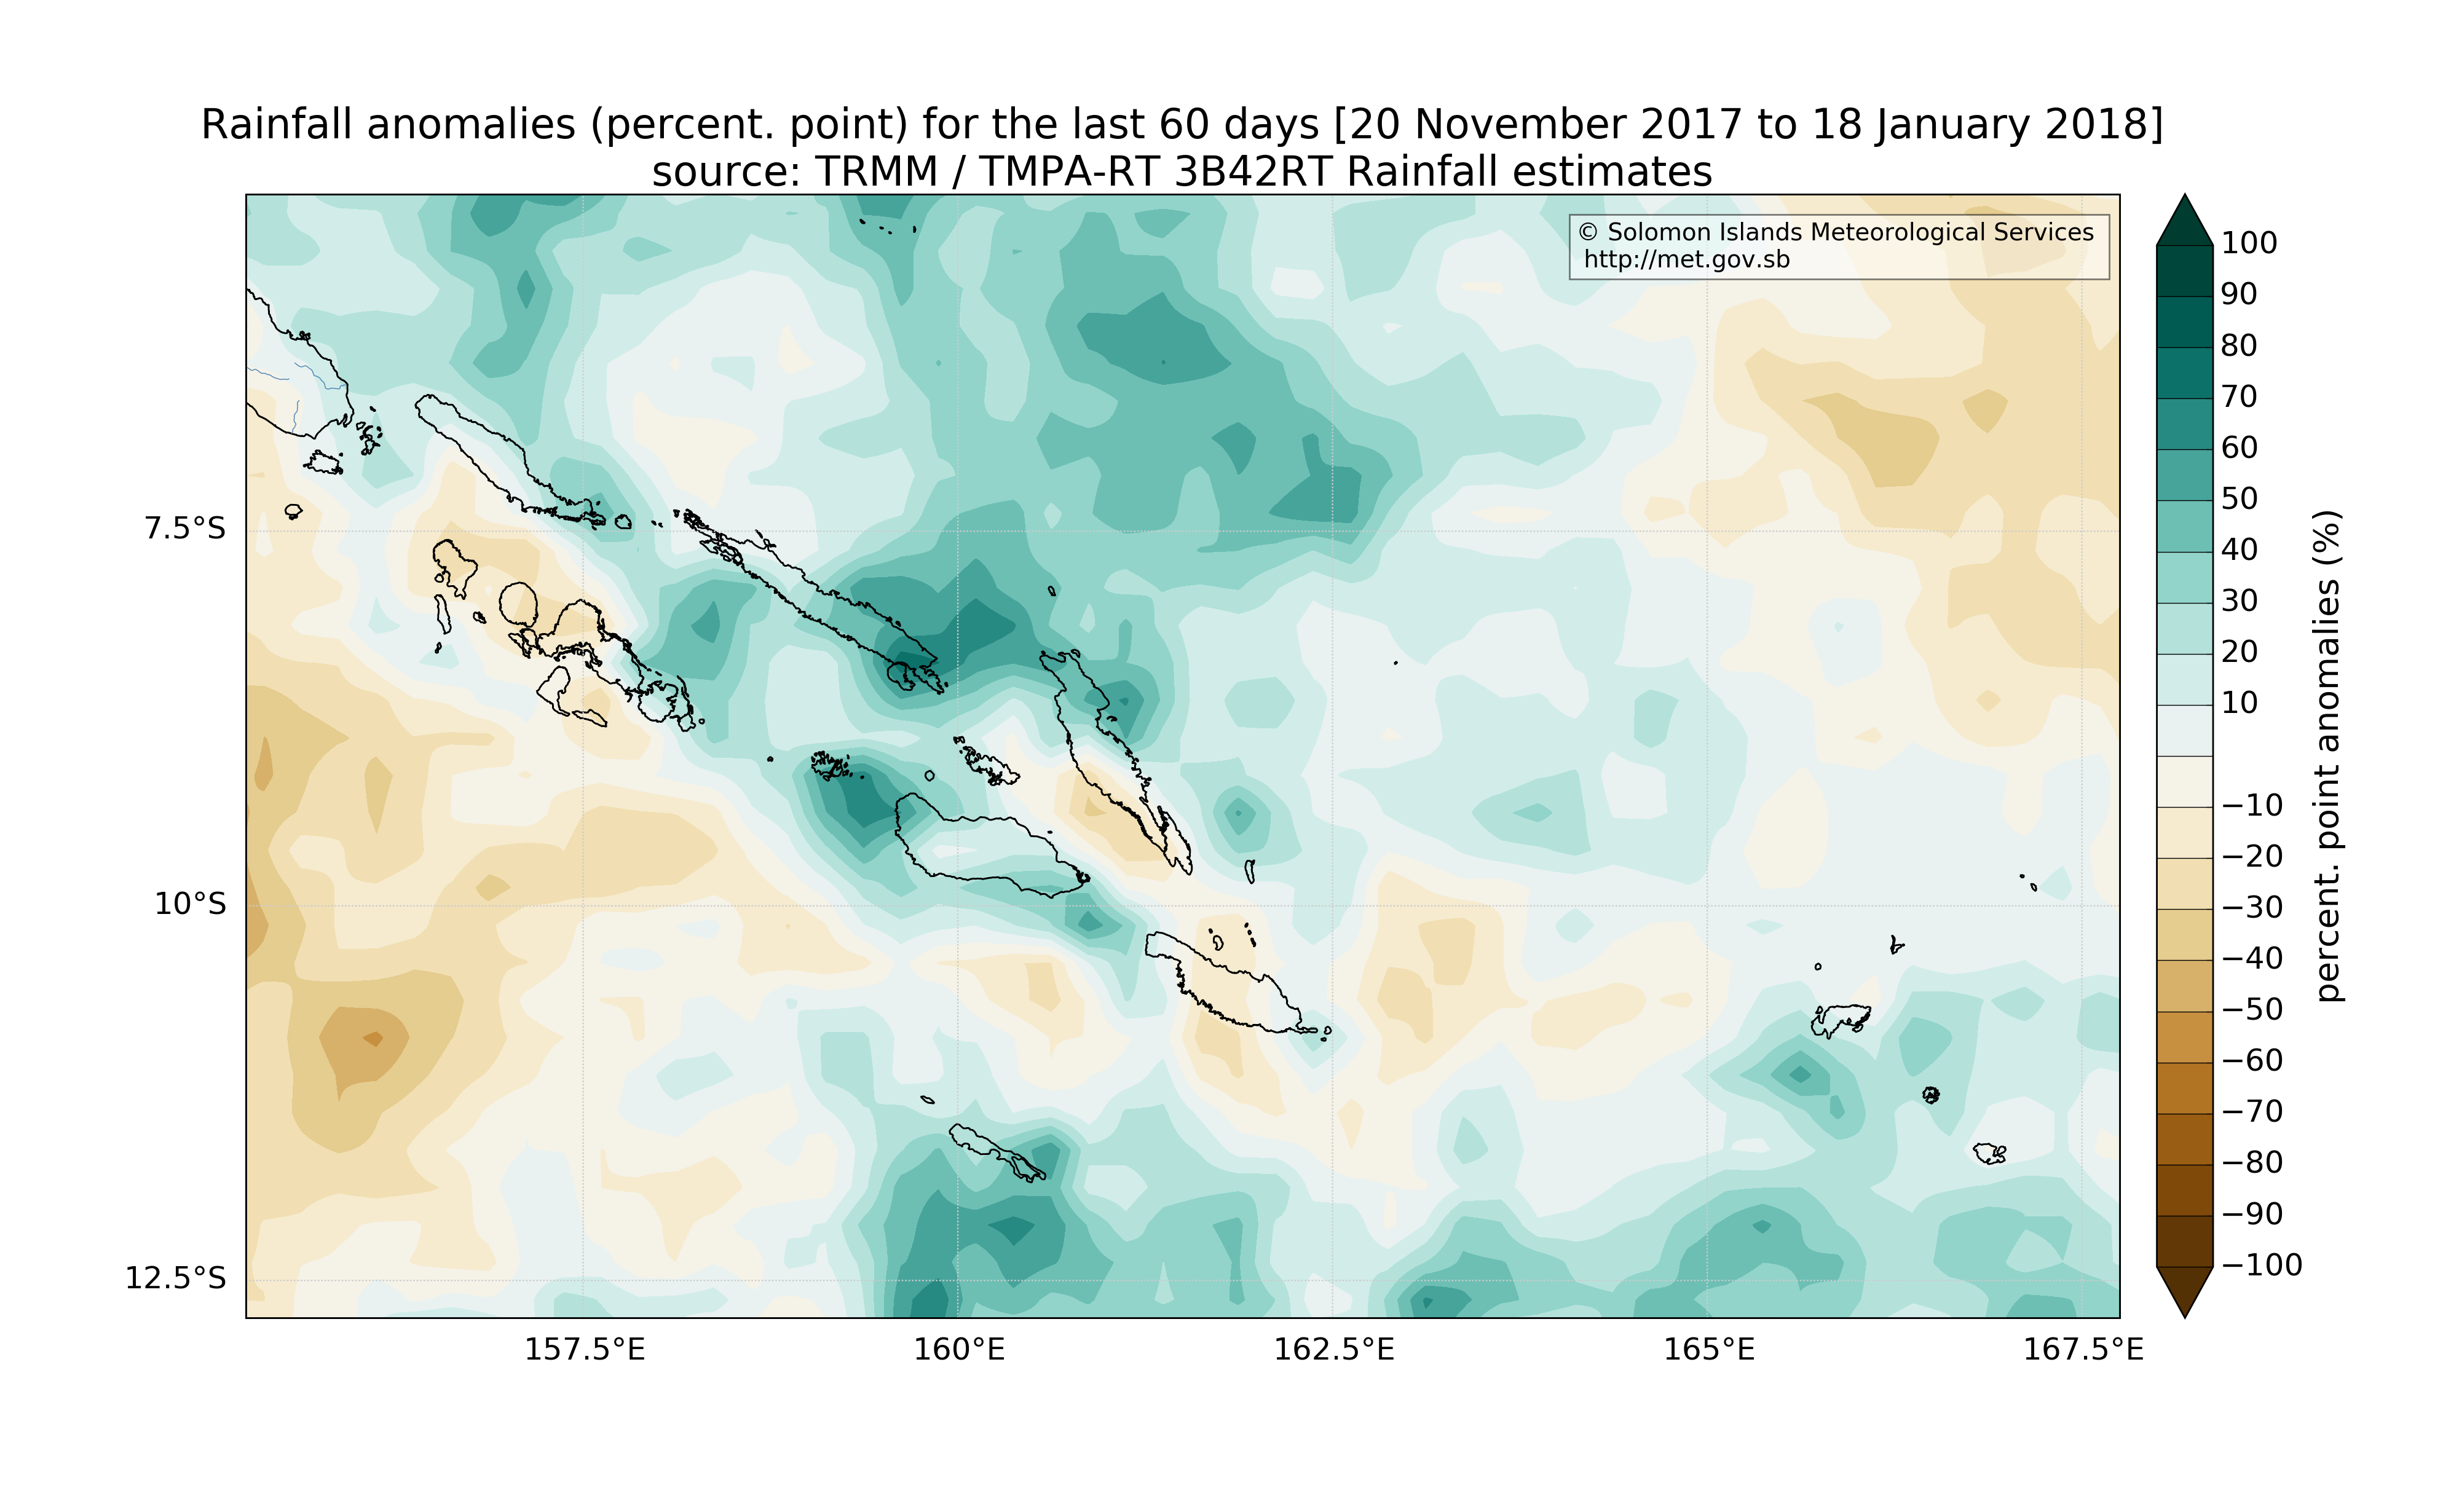 Rainfall anomalies (percent. point) for the last 60 days [20 November 2017 to 18 January 2018]
source: TRMM / TMPA-RT 3B42RT Rainfall estimates
© Solomon Islands Meteorological Services
http://met.gov.sb
7.5°S
10°S
12.5°S
157.5°E
160°E
162.5°E
165°E
167.5°E
100
90
80
70
60
50
40
30
20
10
−10
−20
−30
−40
−50
−60
−70
−80
−90
−100
percent. point anomalies (%)